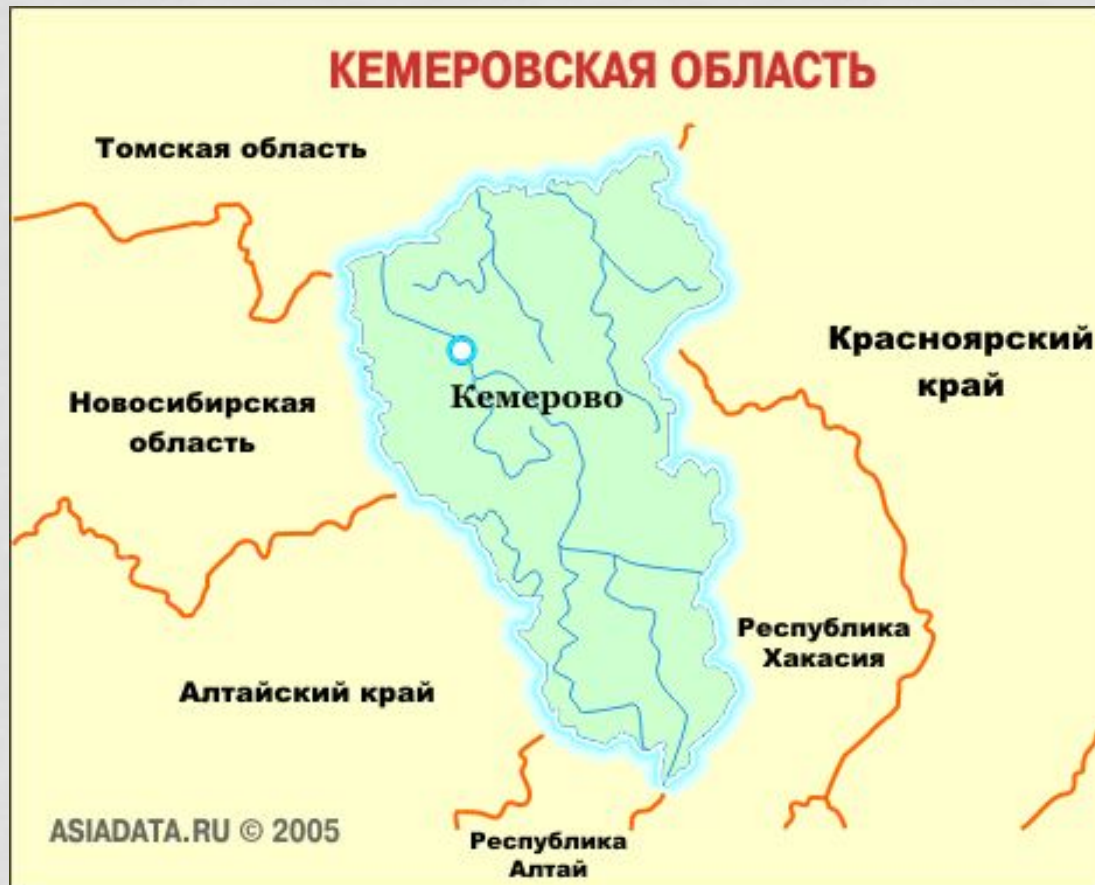 КЕМЕРОВСКАЯ ОБЛАСТЬ
Томская область
Красноярский
край
Новосибирская
область
Кемерово
Республика
Хакасия
Алтайский край
ASIADATA.RU © 2005
Республика
Алтай